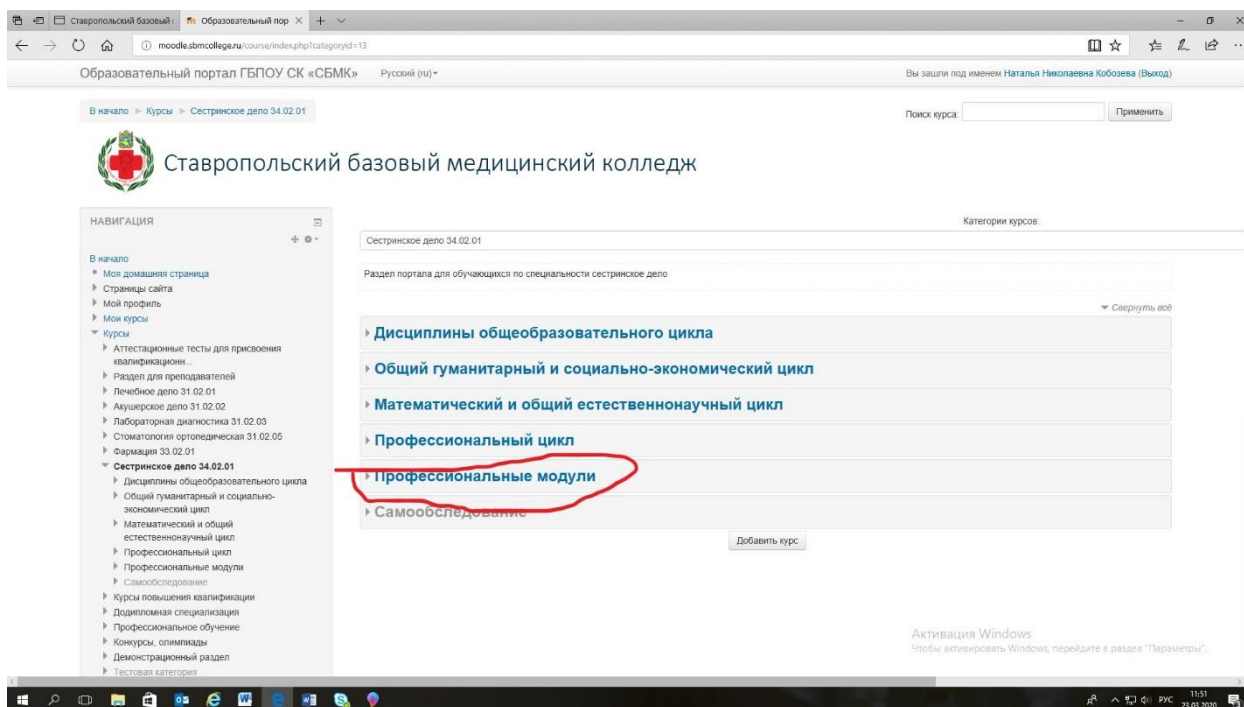 Ставропольский базовый
Образовательный пор
moodle.sbmcollege.ru/course/index.php?categoryid=13
Образовательный портал ГБПОУ СК «СБМК» Русский (ru)
Вы зашли под именем Наталья Николаевна Кобозева (Выход)
В начало Курсы Сестринское дело 34.02.01
Поиск курса: Применить
Ставропольский базовый медицинский колледж
НАВИГАЦИЯ
В начало
Моя домашняя страница
Страницы сайта
Мой профиль
Мои курсы
Курсы
Аттестационные тесты для присвоения
квалификационн...
Раздел для преподавателей
Лечебное дело 31.02.01
Акушерское дело 31.02.02
Лабораторная диагностика 31.02.03
Стоматология ортопедическая 31.02.05
Фармация 33.02.01
Сестринское дело 34.02.01
Дисциплины общеобразовательного цикла
Общий гуманитарный и социально-
экономический цикл
Математический и общий
естественнонаучный цикл
Профессиональный цикл
Профессиональные модули
Самообследование
Курсы повышения квалификации
Додипломная специализация
Профессиональное обучение
Конкурсы, олимпиады
Демонстрационный раздел
Тестовая категория
Категории курсов:
Сестринское дело 34.02.01
Раздел портала для обучающихся по специальности сестринское дело
Свернуть всё
Дисциплины общеобразовательного цикла
Общий гуманитарный и социально-экономический цикл
Математический и общий естественнонаучный цикл
Профессиональный цикл
Профессиональные модули
Самообследование
Добавить курс
Активация Windows
Чтобы активировать Windows, перейдите в раздел "Параметры".
РУС
11:51
23.03.2020